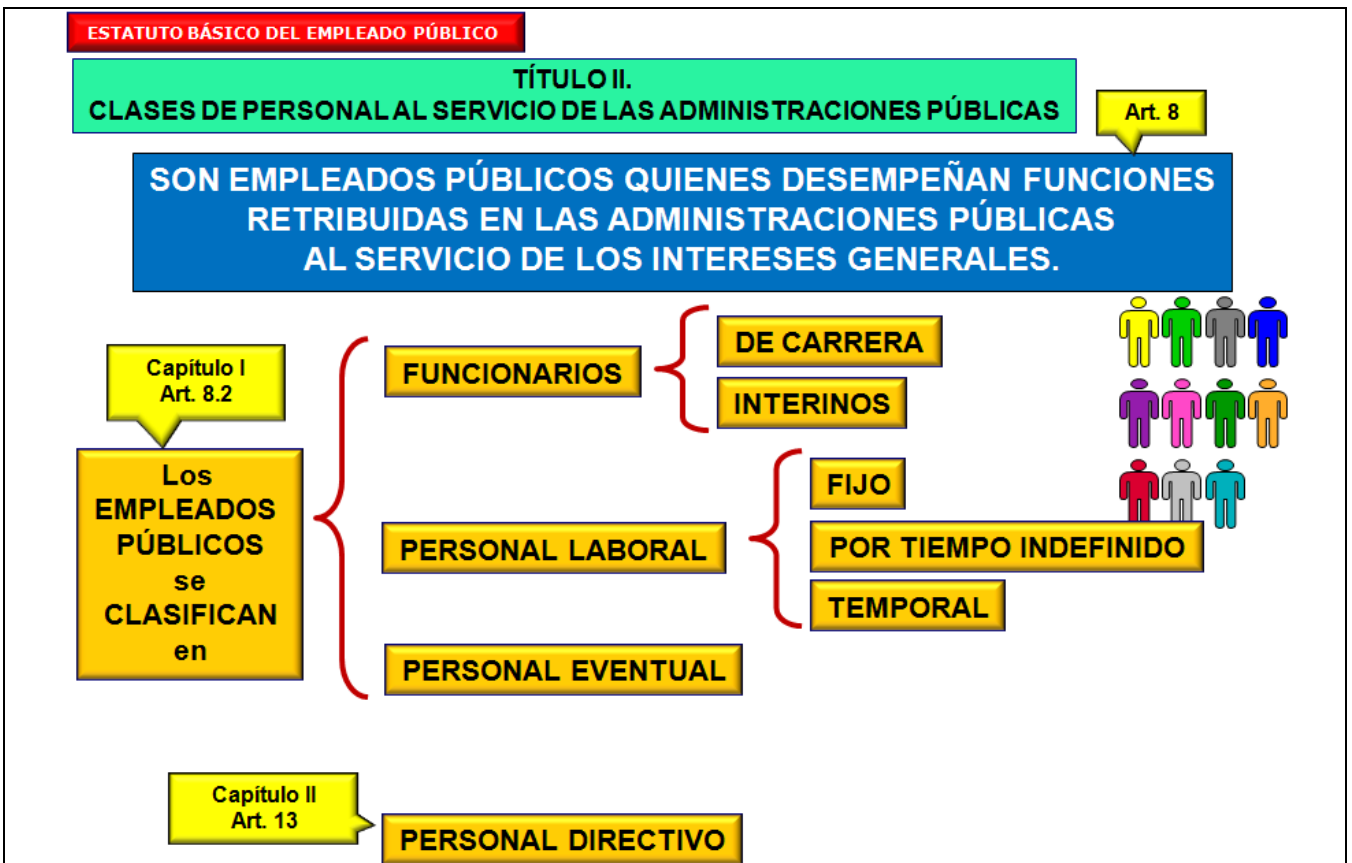 ESTATUTO BÁSICO DEL EMPLEADO PÚBLICO
TÍTULO II.
CLASES DE PERSONAL AL SERVICIO DE LAS ADMINISTRACIONES PÚBLICAS
Art. 8
SON EMPLEADOS PÚBLICOS QUIENES DESEMPEÑAN FUNCIONES
RETRIBUIDAS EN LAS ADMINISTRACIONES PÚBLICAS
AL SERVICIO DE LOS INTERESES GENERALES.
Capítulo I
Art. 8.2
Los
EMPLEADOS
PÚBLICOS
se
CLASIFICAN
en
FUNCIONARIOS
DE CARRERA
INTERINOS
PERSONAL LABORAL
FIJO
POR TIEMPO INDEFINIDO
TEMPORAL
PERSONAL EVENTUAL
Capítulo II
Art. 13
PERSONAL DIRECTIVO